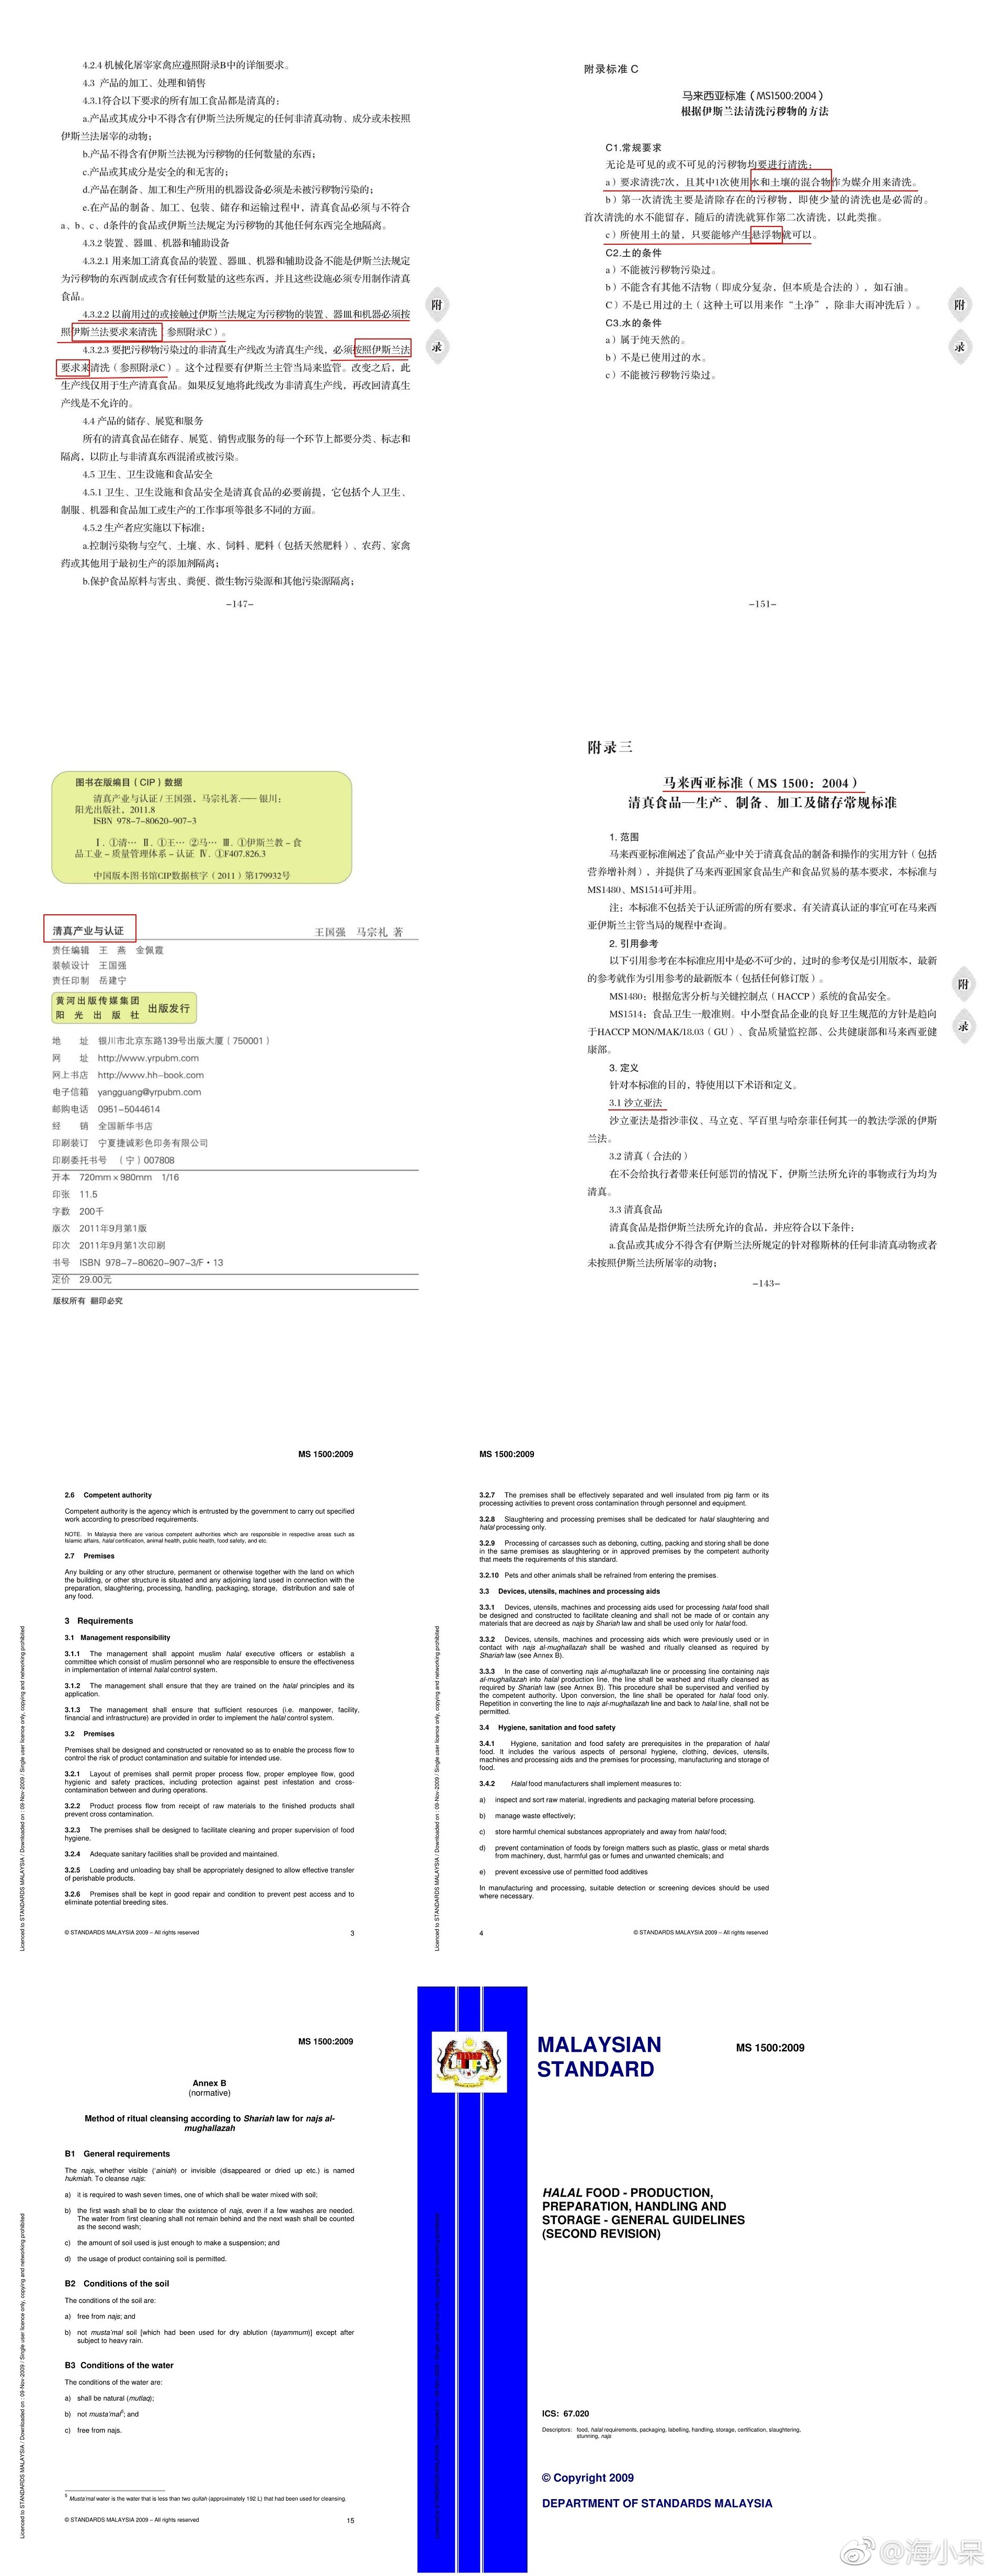 4.2.4 机械化屠宰家禽应遵照附录B中的详细要求。
4.3 产品的加工、处理和销售
4.3.1符合以下要求的所有加工食品都是清真的：
a.产品或其成分中不得含有伊斯兰法所规定的任何非清真动物、成分或未按照
伊斯兰法屠宰的动物；
b.产品不得含有伊斯兰法视为污秽物的任何数量的东西；
c.产品或其成分是安全的和无害的；
d.产品在制备、加工和生产所用的机器设备必须是未被污秽物污染的；
e.在产品的制备、加工、包装、储存和运输过程中，清真食品必须与不符合
a、b、c、d条件的食品或伊斯兰法规定为污秽物的其他任何东西完全地隔离。
4.3.2 装置、器皿、机器和辅助设备
4.3.2.1 用来加工清真食品的装置、器皿、机器和辅助设备不能是伊斯兰法规定
为污秽物的东西制成或含有任何数量的这些东西，并且这些设施必须专用制作清真
食品。
4.3.2.2 以前用过的或接触过伊斯兰法规定为污秽物的装置、器皿和机器必须按
照伊斯兰法要求来清洗（参照附录C）。
4.3.2.3 要把污秽物污染过的非清真生产线改为清真生产线，必须按照伊斯兰法
要求来清洗（参照附录C）。这个过程要有伊斯兰主管当局来监管。改变之后，此
生产线仅用于生产清真食品。如果反复地将此线改为非清真生产线，再改回清真生
产线是不允许的。
4.4 产品的储存、展览和服务
所有的清真食品在储存、展览、销售或服务的每一个环节上都要分类、标志和
隔离，以防止与非清真东西混淆或被污染。
4.5 卫生、卫生设施和食品安全
4.5.1 卫生、卫生设施和食品安全是清真食品的必要前提，它包括个人卫生、
制服、机器和食品加工或生产的工作事项等很多不同的方面。
4.5.2 生产者应实施以下标准：
a.控制污染物与空气、土壤、水、饲料、肥料（包括天然肥料）、农药、家禽
药或其他用于最初生产的添加剂隔离；
b.保护食品原料与害虫、粪便、微生物污染源和其他污染源隔离；
–147–
附
录
附录标准 C
马来西亚标准（MS1500:2004）
根据伊斯兰法清洗污秽物的方法
C1.常规要求
无论是可见的或不可见的污秽物均要进行清洗：
a）要求清洗7次，且其中1次使用水和土壤的混合物作为媒介用来清洗。
b）第一次清洗主要是清除存在的污秽物，即使少量的清洗也是必需的。
首次清洗的水不能留存，随后的清洗就算作第二次清洗，以此类推。
c）所使用土的量，只要能够产生悬浮物就可以。
C2.土的条件
a）不能被污秽物污染过。
b）不能含有其他不洁物（即成分复杂，但本质是合法的），如石油。
C）不是已用过的土（这种土可以用来作“土净”，除非大雨冲洗后）。
C3.水的条件
a）属于纯天然的。
b）不是已使用过的水。
c）不能被污秽物污染过。
–151–
附
录
图书在版编目（CIP）数据
清真产业与认证 / 王国强，马宗礼著.—— 银川：
阳光出版社，2011.8
ISBN 978-7-80620-907-3
Ⅰ. ①清… Ⅱ. ①王… ②马… Ⅲ. ①伊斯兰教－食
品工业－质量管理体系－认证 Ⅳ. ①F407.826.3
中国版本图书馆CIP数据核字（2011）第179932号
清真产业与认证
王国强 马宗礼 著
责任编辑 王 燕 金佩霞
装帧设计 王国强
责任印制 岳建宁
黄河出版传媒集团
阳光出版社 出版发行
地 址 银川市北京东路139号出版大厦（750001）
网 址 http://www.yrpubm.com
网上书店 http://www.hh-book.com
电子信箱 yangguang@yrpubm.com
邮购电话 0951-5044614
经 销 全国新华书店
印刷装订 宁夏捷诚彩色印务有限公司
印刷委托书号 （宁）007808
开本 720mm×980mm 1/16
印张 11.5
字数 200千
版次 2011年9月第1版
印次 2011年9月第1次印刷
书号 ISBN 978-7-80620-907-3/F·13
定价 29.00元
版权所有 翻印必究
附录三
马来西亚标准（MS 1500：2004）
清真食品—生产、制备、加工及储存常规标准
1. 范围
马来西亚标准阐述了食品产业中关于清真食品的制备和操作的实用方针（包括
营养增补剂），并提供了马来西亚国家食品生产和食品贸易的基本要求，本标准与
MS1480、MS1514可并用。
注：本标准不包括关于认证所需的所有要求，有关清真认证的事宜可在马来西
亚伊斯兰主管当局的规程中查询。
2. 引用参考
以下引用参考在本标准应用中是必不可少的，过时的参考仅是引用版本，最新
的参考就作为引用参考的最新版本（包括任何修订版）。
MS1480：根据危害分析与关键控制点（HACCP）系统的食品安全。
MS1514：食品卫生一般准则。中小型食品企业的良好卫生规范的方针是趋向
于HACCP MON/MAK/18.03（GU）、食品质量监控部、公共健康部和马来西亚健
康部。
3. 定义
针对本标准的目的，特使用以下术语和定义。
3.1 沙立亚法
沙立亚法是指沙菲仪、马立克、罕百里与哈奈非任何其一的教法学派的伊斯
兰法。
3.2 清真（合法的）
在不会给执行者带来任何惩罚的情况下，伊斯兰法所允许的事物或行为均为
清真。
3.3 清真食品
清真食品是指伊斯兰法所允许的食品，并应符合以下条件：
a.食品或其成分不得含有伊斯兰法所规定的针对穆斯林的任何非清真动物或者
未按照伊斯兰法所屠宰的动物；
–143–
附
录
MS 1500:2009
2.6 Competent authority
Competent authority is the agency which is entrusted by the government to carry out specified
work according to prescribed requirements.
NOTE. In Malaysia there are various competent authorities which are responsible in respective areas such as
Islamic affairs, halal certification, animal health, public health, food safety, and etc.
2.7 Premises
Any building or any other structure, permanent or otherwise together with the land on which
the building, or other structure is situated and any adjoining land used in connection with the
preparation, slaughtering, processing, handling, packaging, storage, distribution and sale of
any food.
3 Requirements
3.1 Management responsibility
3.1.1 The management shall appoint muslim halal executive officers or establish a
committee which consist of muslim personnel who are responsible to ensure the effectiveness
in implementation of internal halal control system.
3.1.2 The management shall ensure that they are trained on the halal principles and its
application.
3.1.3 The management shall ensure that sufficient resources (i.e. manpower, facility,
financial and infrastructure) are provided in order to implement the halal control system.
3.2 Premises
Premises shall be designed and constructed or renovated so as to enable the process flow to
control the risk of product contamination and suitable for intended use.
3.2.1 Layout of premises shall permit proper process flow, proper employee flow, good
hygienic and safety practices, including protection against pest infestation and cross-
contamination between and during operations.
3.2.2 Product process flow from receipt of raw materials to the finished products shall
prevent cross contamination.
3.2.3 The premises shall be designed to facilitate cleaning and proper supervision of food
hygiene.
3.2.4 Adequate sanitary facilities shall be provided and maintained.
3.2.5 Loading and unloading bay shall be appropriately designed to allow effective transfer
of perishable products.
3.2.6 Premises shall be kept in good repair and condition to prevent pest access and to
eliminate potential breeding sites.
© STANDARDS MALAYSIA 2009 – All rights reserved
3
Licenced to STANDARDS MALAYSIA / Downloaded on : 09-Nov-2009 / Single user licence only, copying and networking prohibited
MS 1500:2009
3.2.7 The premises shall be effectively separated and well insulated from pig farm or its
processing activities to prevent cross contamination through personnel and equipment.
3.2.8 Slaughtering and processing premises shall be dedicated for halal slaughtering and
halal processing only.
3.2.9 Processing of carcasses such as deboning, cutting, packing and storing shall be done
in the same premises as slaughtering or in approved premises by the competent authority
that meets the requirements of this standard.
3.2.10 Pets and other animals shall be refrained from entering the premises.
3.3 Devices, utensils, machines and processing aids
3.3.1 Devices, utensils, machines and processing aids used for processing halal food shall
be designed and constructed to facilitate cleaning and shall not be made of or contain any
materials that are decreed as najs by Shariah law and shall be used only for halal food.
3.3.2 Devices, utensils, machines and processing aids which were previously used or in
contact with najs al-mughallazah shall be washed and ritually cleansed as required by
Shariah law (see Annex B).
3.3.3 In the case of converting najs al-mughallazah line or processing line containing najs
al-mughallazah into halal production line, the line shall be washed and ritually cleansed as
required by Shariah law (see Annex B). This procedure shall be supervised and verified by
the competent authority. Upon conversion, the line shall be operated for halal food only.
Repetition in converting the line to najs al-mughallazah line and back to halal line, shall not be
permitted.
3.4 Hygiene, sanitation and food safety
3.4.1 Hygiene, sanitation and food safety are prerequisites in the preparation of halal
food. It includes the various aspects of personal hygiene, clothing, devices, utensils,
machines and processing aids and the premises for processing, manufacturing and storage of
food.
3.4.2 Halal food manufacturers shall implement measures to:
a) inspect and sort raw material, ingredients and packaging material before processing.
b) manage waste effectively;
c) store harmful chemical substances appropriately and away from halal food;
d) prevent contamination of foods by foreign matters such as plastic, glass or metal shards
from machinery, dust, harmful gas or fumes and unwanted chemicals; and
e) prevent excessive use of permitted food additives
In manufacturing and processing, suitable detection or screening devices should be used
where necessary.
4
© STANDARDS MALAYSIA 2009 – All rights reserved
Licenced to STANDARDS MALAYSIA / Downloaded on : 09-Nov-2009 / Single user licence only, copying and networking prohibited
MS 1500:2009
Annex B
(normative)
Method of ritual cleansing according to Shariah law for najs al-
mughallazah
B1 General requirements
The najs, whether visible ('ainiah) or invisible (disappeared or dried up etc.) is named
hukmiah. To cleanse najs:
a) it is required to wash seven times, one of which shall be water mixed with soil;
b) the first wash shall be to clear the existence of najs, even if a few washes are needed.
The water from first cleaning shall not remain behind and the next wash shall be counted
as the second wash;
c) the amount of soil used is just enough to make a suspension; and
d) the usage of product containing soil is permitted.
B2 Conditions of the soil
The conditions of the soil are:
a) free from najs; and
b) not musta'mal soil [which had been used for dry ablution (tayammum)] except after
subject to heavy rain.
B3 Conditions of the water
The conditions of the water are:
a) shall be natural (mutlaq);
b) not musta'mal5; and
c) free from najs.
5 Musta'mal water is the water that is less than two qullah (approximately 192 L) that had been used for cleansing.
© STANDARDS MALAYSIA 2009 – All rights reserved
15
Licenced to STANDARDS MALAYSIA / Downloaded on : 09-Nov-2009 / Single user licence only, copying and networking prohibited
MALAYSIAN
STANDARD
MS 1500:2009
HALAL FOOD - PRODUCTION,
PREPARATION, HANDLING AND
STORAGE - GENERAL GUIDELINES
(SECOND REVISION)
ICS: 67.020
Descriptors: food, halal requirements, packaging, labelling, handling, storage, certification, slaughtering,
stunning, najs
© Copyright 2009
DEPARTMENT OF STANDARDS MALAYSIA
@海小呆